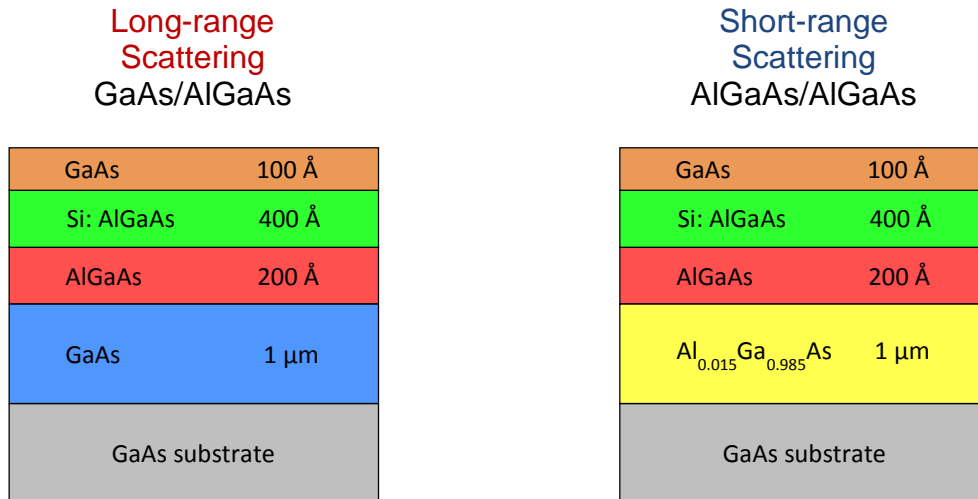 Long-range
Scattering
GaAs/AlGaAs
GaAs 100 Å
Si: AlGaAs 400 Å
AlGaAs 200 Å
GaAs 1 μm
GaAs substrate
Short-range
Scattering
AlGaAs/AlGaAs
GaAs 100 Å
Si: AlGaAs 400 Å
AlGaAs 200 Å
Al0.015Ga0.985As 1 μm
GaAs substrate